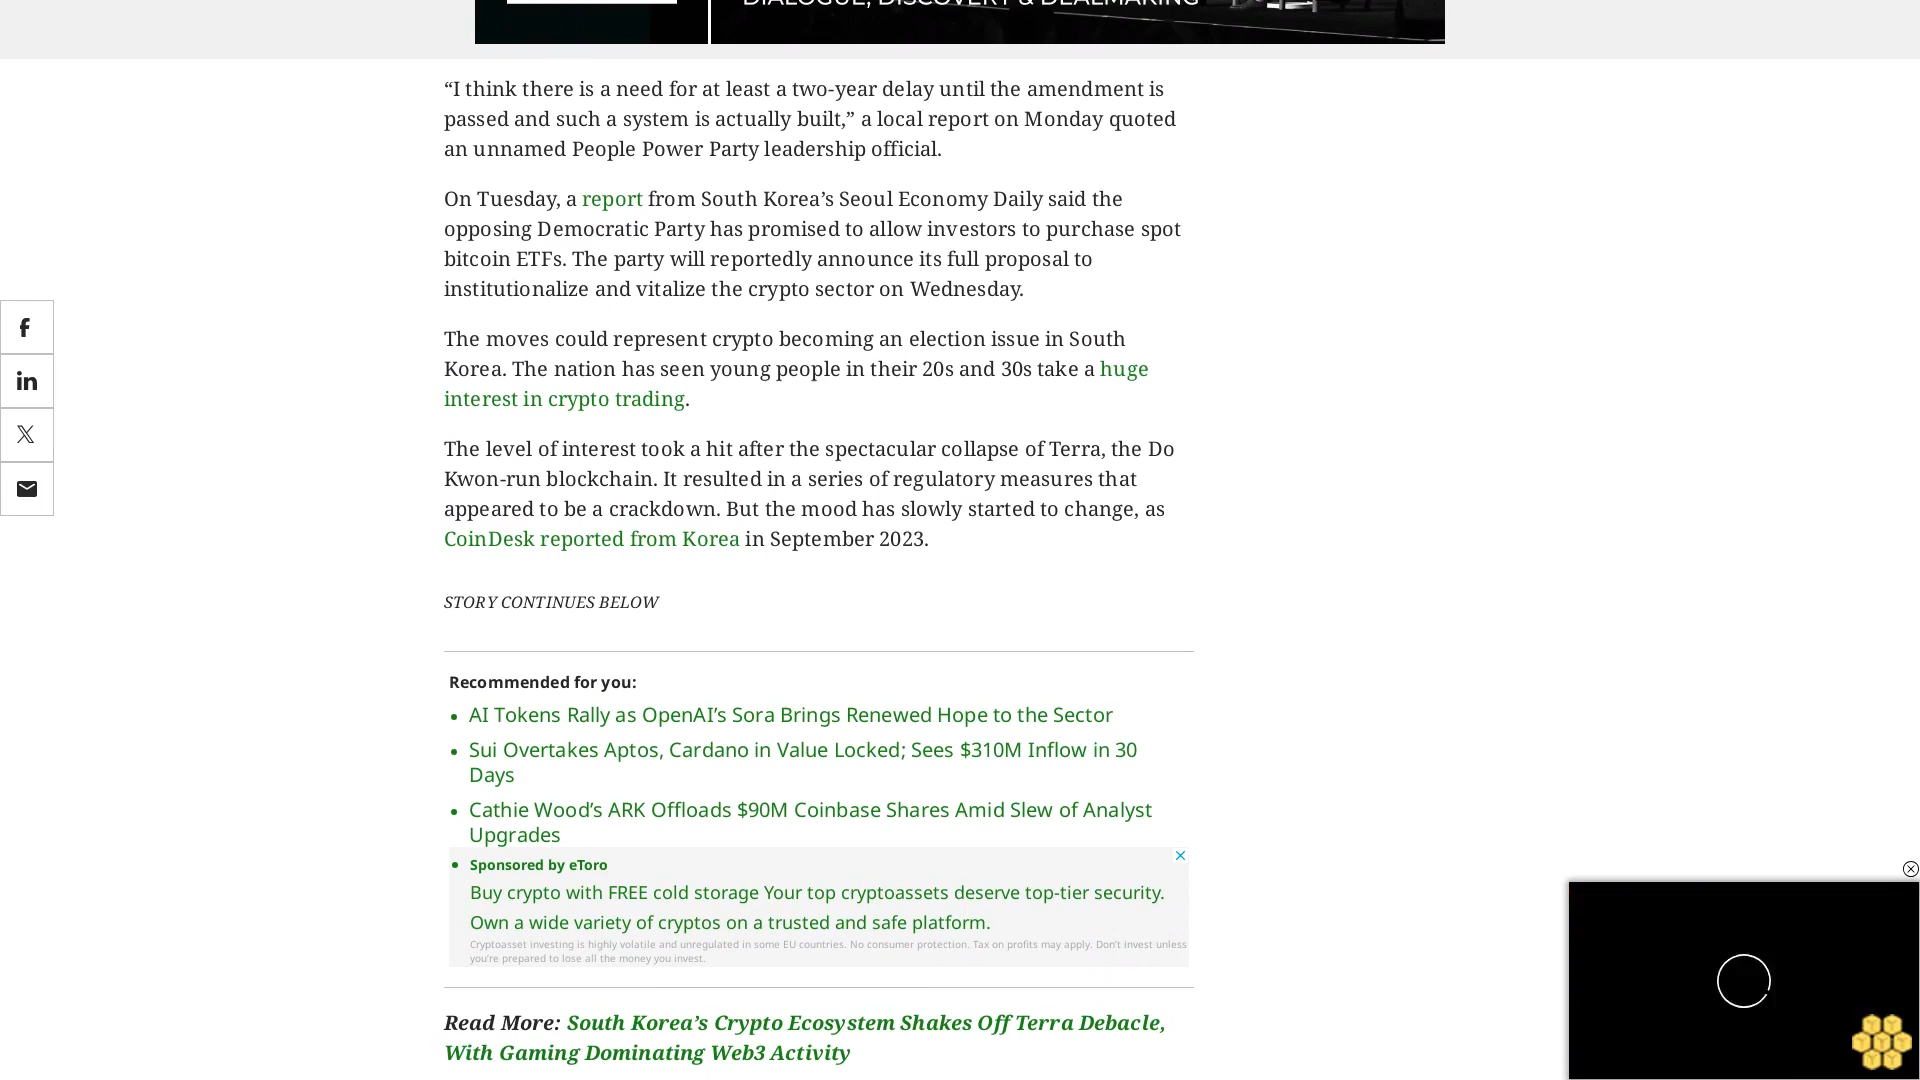 DIALOGUE, DISCOVERY & DEALMAKING
“I think there is a need for at least a two-year delay until the amendment is
passed and such a system is actually built,” a local report on Monday quoted
an unnamed People Power Party leadership official.
On Tuesday, a report from South Korea’s Seoul Economy Daily said the
opposing Democratic Party has promised to allow investors to purchase spot
bitcoin ETFs. The party will reportedly announce its full proposal to
institutionalize and vitalize the crypto sector on Wednesday.
The moves could represent crypto becoming an election issue in South
Korea. The nation has seen young people in their 20s and 30s take a huge
interest in crypto trading.
The level of interest took a hit after the spectacular collapse of Terra, the Do
Kwon-run blockchain. It resulted in a series of regulatory measures that
appeared to be a crackdown. But the mood has slowly started to change, as
CoinDesk reported from Korea in September 2023.
STORY CONTINUES BELOW
Recommended for you:
• AI Tokens Rally as OpenAI’s Sora Brings Renewed Hope to the Sector
• Sui Overtakes Aptos, Cardano in Value Locked; Sees $310M Inflow in 30
Days
• Cathie Wood’s ARK Offloads $90M Coinbase Shares Amid Slew of Analyst
Upgrades
• Sponsored by eToro
Buy crypto with FREE cold storage Your top cryptoassets deserve top-tier security.
Own a wide variety of cryptos on a trusted and safe platform.
Cryptoasset investing is highly volatile and unregulated in some EU countries. No consumer protection. Tax on profits may apply. Don’t invest unless
you’re prepared to lose all the money you invest.
Read More: South Korea’s Crypto Ecosystem Shakes Off Terra Debacle,
With Gaming Dominating Web3 Activity